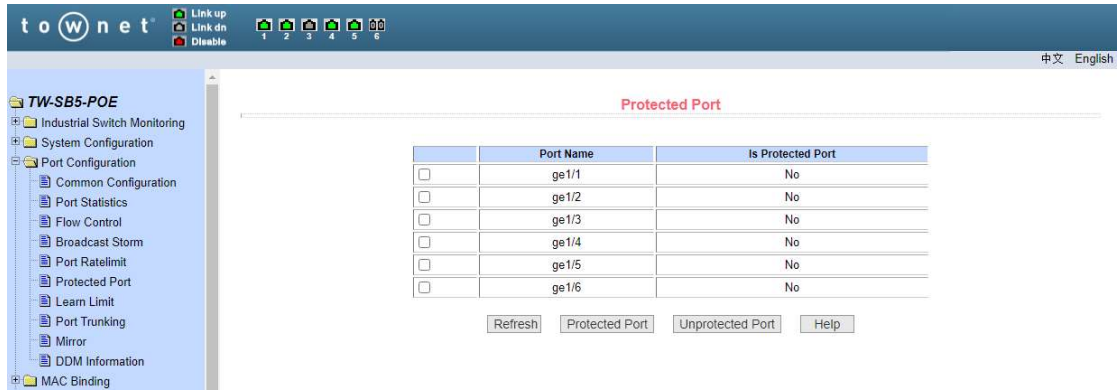 townet
Link up
Link dn
Disable
1 2 3 4 5 6
中文 English
TW-SB5-POE
Industrial Switch Monitoring
System Configuration
Port Configuration
Common Configuration
Port Statistics
Flow Control
Broadcast Storm
Port Ratelimit
Protected Port
Learn Limit
Port Trunking
Mirror
DDM Information
MAC Binding
Protected Port
Port Name Is Protected Port
ge1/1 No
ge1/2 No
ge1/3 No
ge1/4 No
ge1/5 No
ge1/6 No
Refresh Protected Port Unprotected Port Help